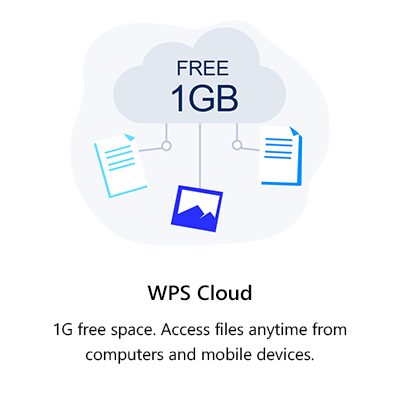 FREE
1GB
WPS Cloud
1G free space. Access files anytime from
computers and mobile devices.